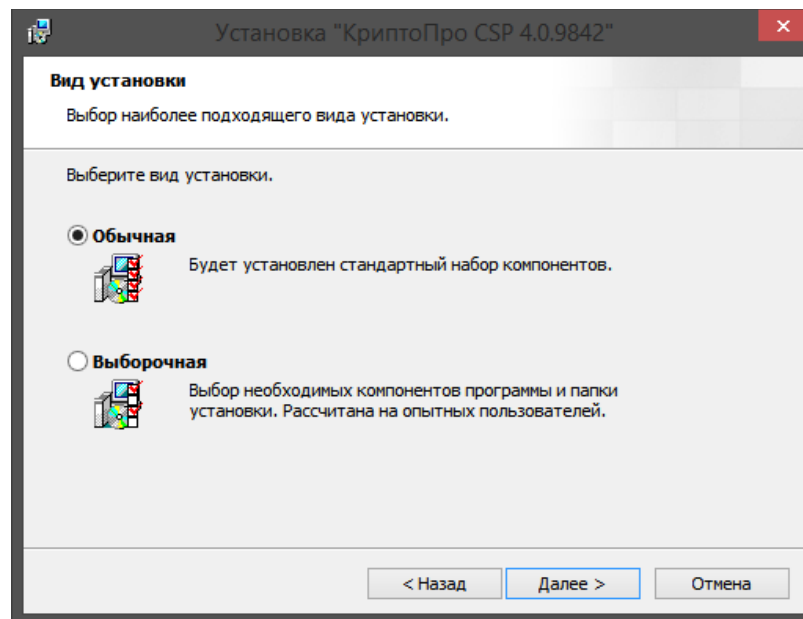 Установка "КриптоПро CSP 4.0.9842"
Вид установки
Выбор наиболее подходящего вида установки.
Выберите вид установки.
Обычная
Будет установлен стандартный набор компонентов.
Выборочная
Выбор необходимых компонентов программы и папки
установки. Рассчитана на опытных пользователей.
< Назад
Далее >
Отмена